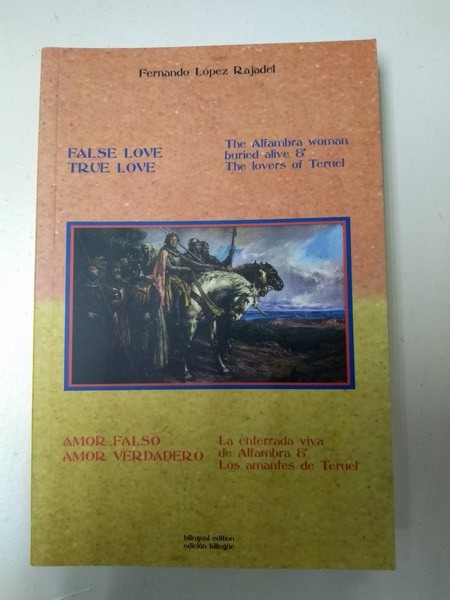 Fernando López Rajadel
FALSE LOVE
TRUE LOVE
The Alfambra woman
buried alive &
The lovers of Teruel
AMOR FALSO
AMOR VERDADERO
La enterrada viva
de Alfambra &
Los amantes de Teruel
bilingual edition
edición bilingüe